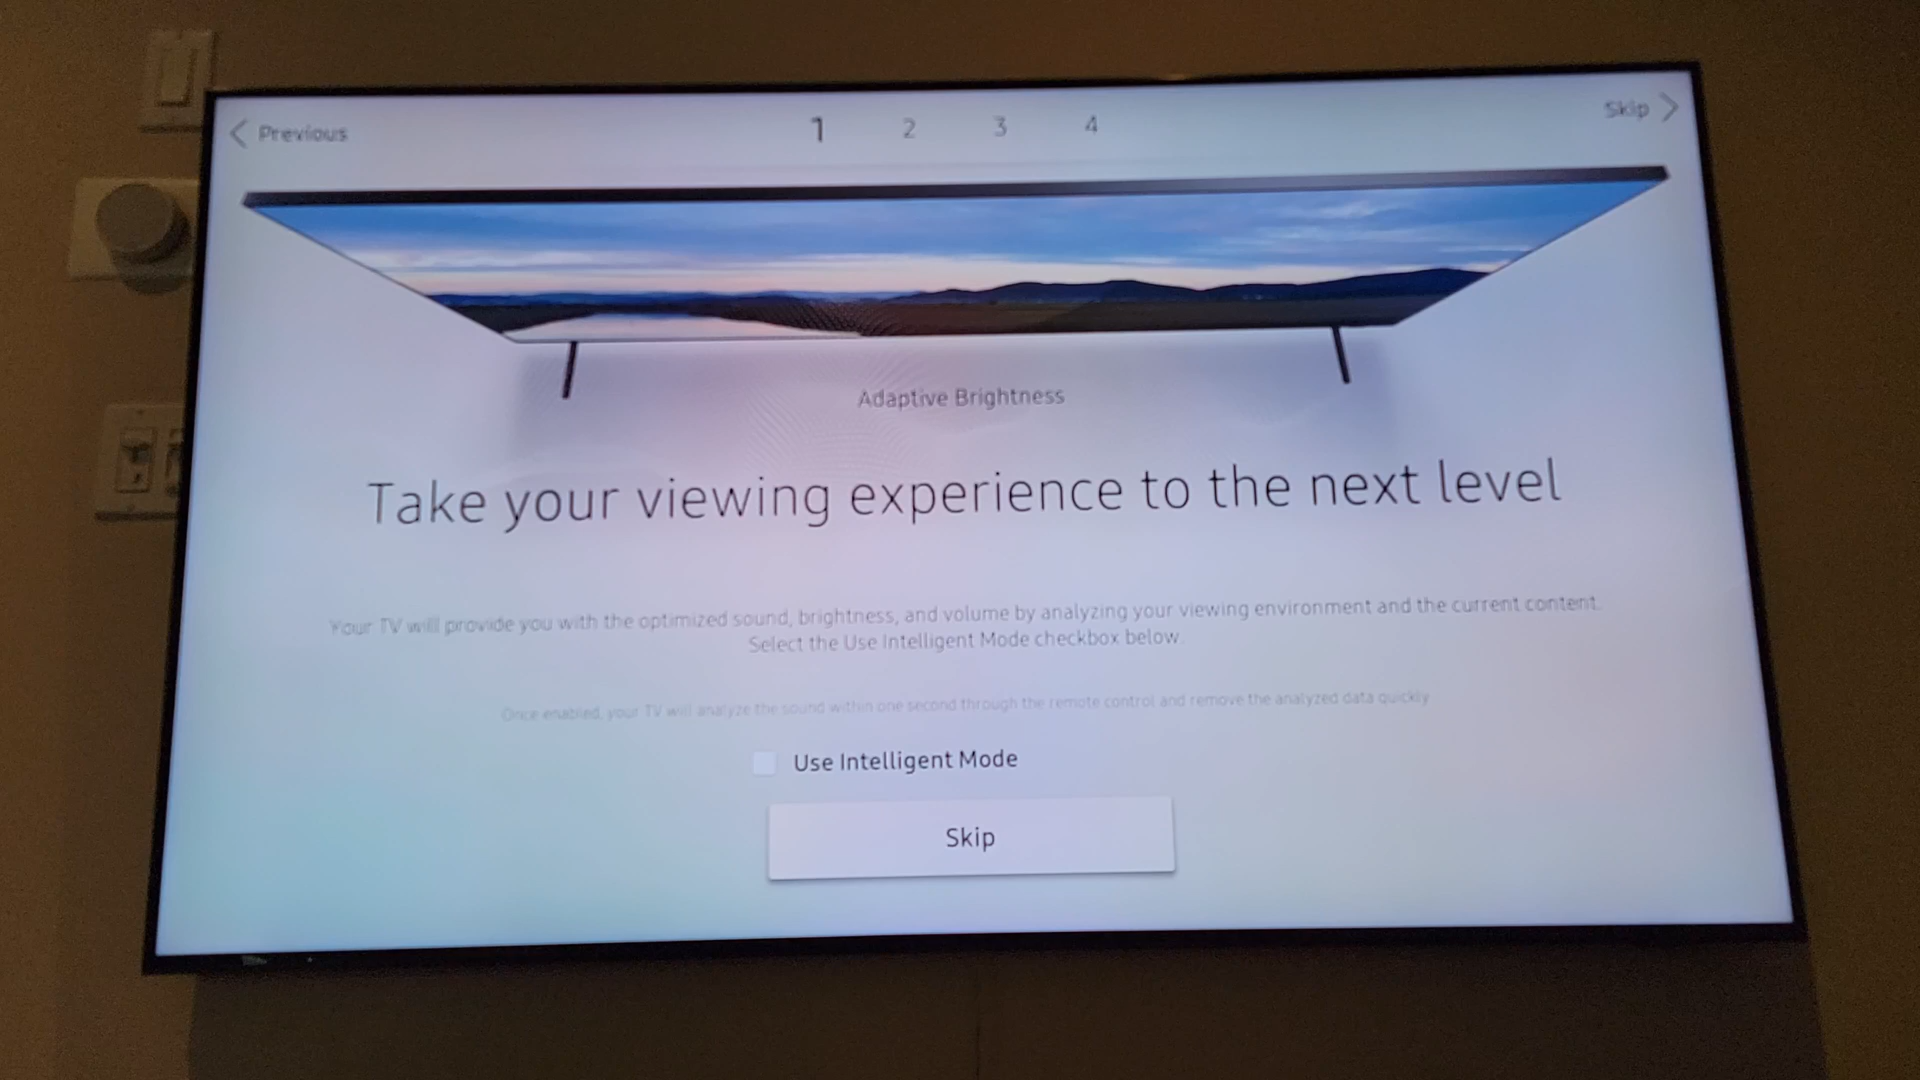 Previous
1 2 3 4
Skip
Adaptive Brightness
Take your viewing experience to the next level
Your TV will provide you with the optimized sound, brightness, and volume by analyzing your viewing environment and the current content.
Select the Use Intelligent Mode checkbox below.
Once enabled, your TV will analyze the sound within one second through the remote control and remove the analyzed data quickly
Use Intelligent Mode
Skip